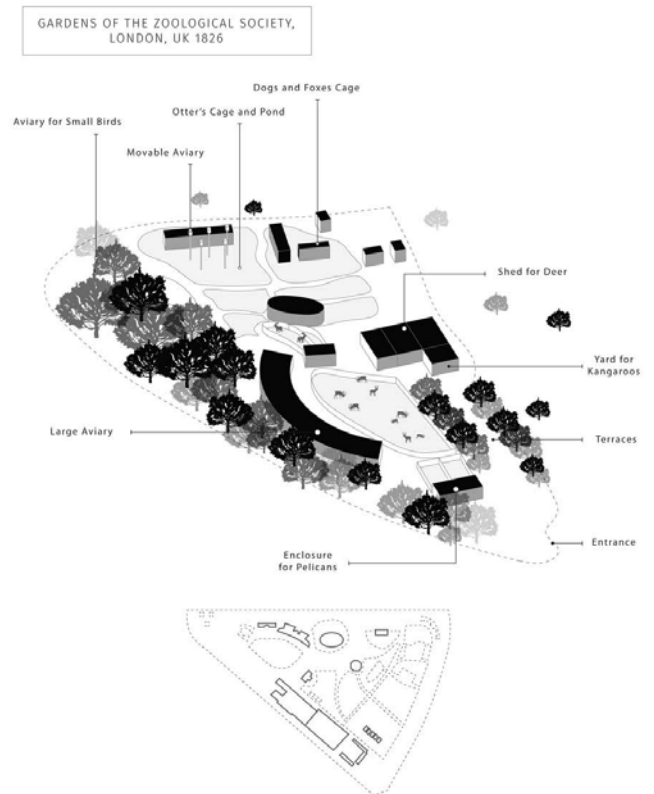 GARDENS OF THE ZOOLOGICAL SOCIETY,
LONDON, UK 1826
Dogs and Foxes Cage
Otter's Cage and Pond
Aviary for Small Birds
Movable Aviary
Shed for Deer
Yard for
Kangaroos
Large Aviary
Terraces
Entrance
Enclosure
for Pelicans